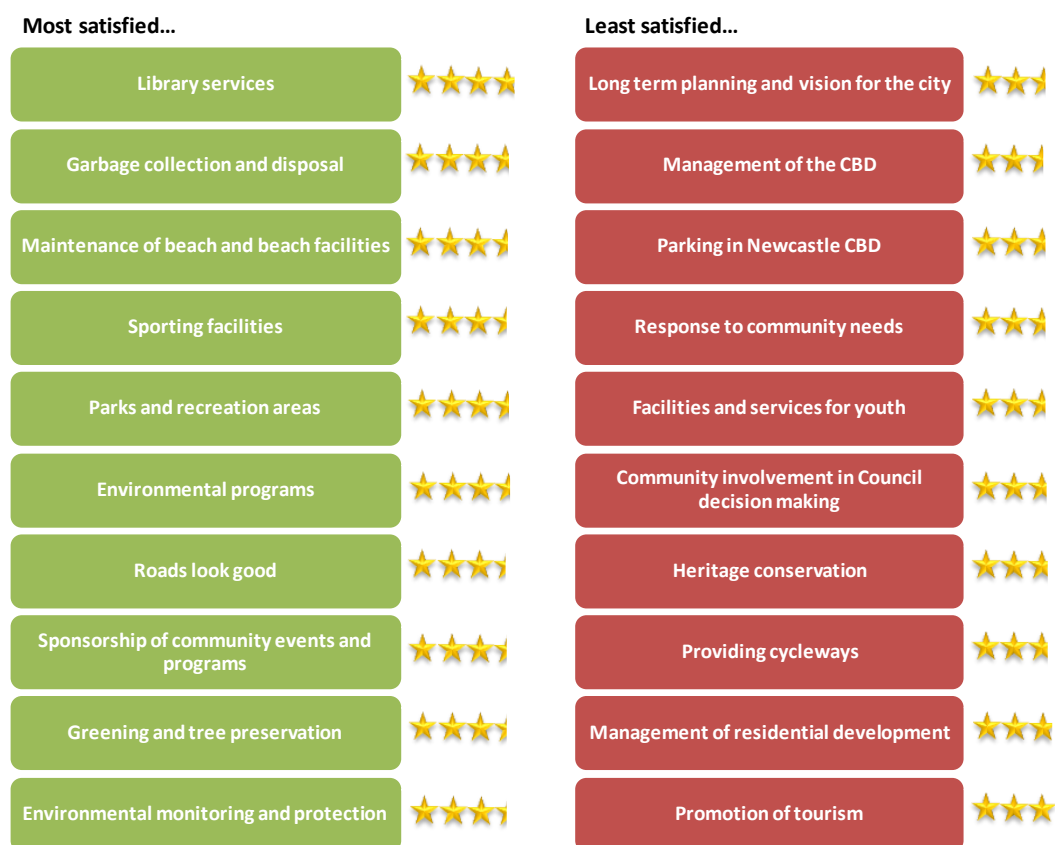 Most satisfied...
Library services
Garbage collection and disposal
Maintenance of beach and beach facilities
Sporting facilities
Parks and recreation areas
Environmental programs
Roads look good
Sponsorship of community events and
programs
Greening and tree preservation
Environmental monitoring and protection
Least satisfied...
Long term planning and vision for the city
Management of the CBD
Parking in Newcastle CBD
Response to community needs
Facilities and services for youth
Community involvement in Council
decision making
Heritage conservation
Providing cycleways
Management of residential development
Promotion of tourism